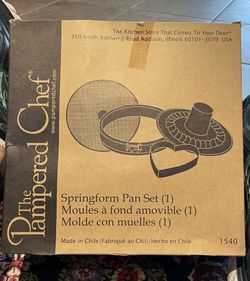 The Kitchen Store That Comes To Your Door®
350 South Rohlwing Road Addison, Illinois 60101-3079 USA
The
Pampered Chef®
www.pamperedchef.com
Springform Pan Set (1)
Moules à fond amovible (1)
Molde con muelles (1)
Made in Chile/Fabriqué au Chili/Hecho en Chile
1540